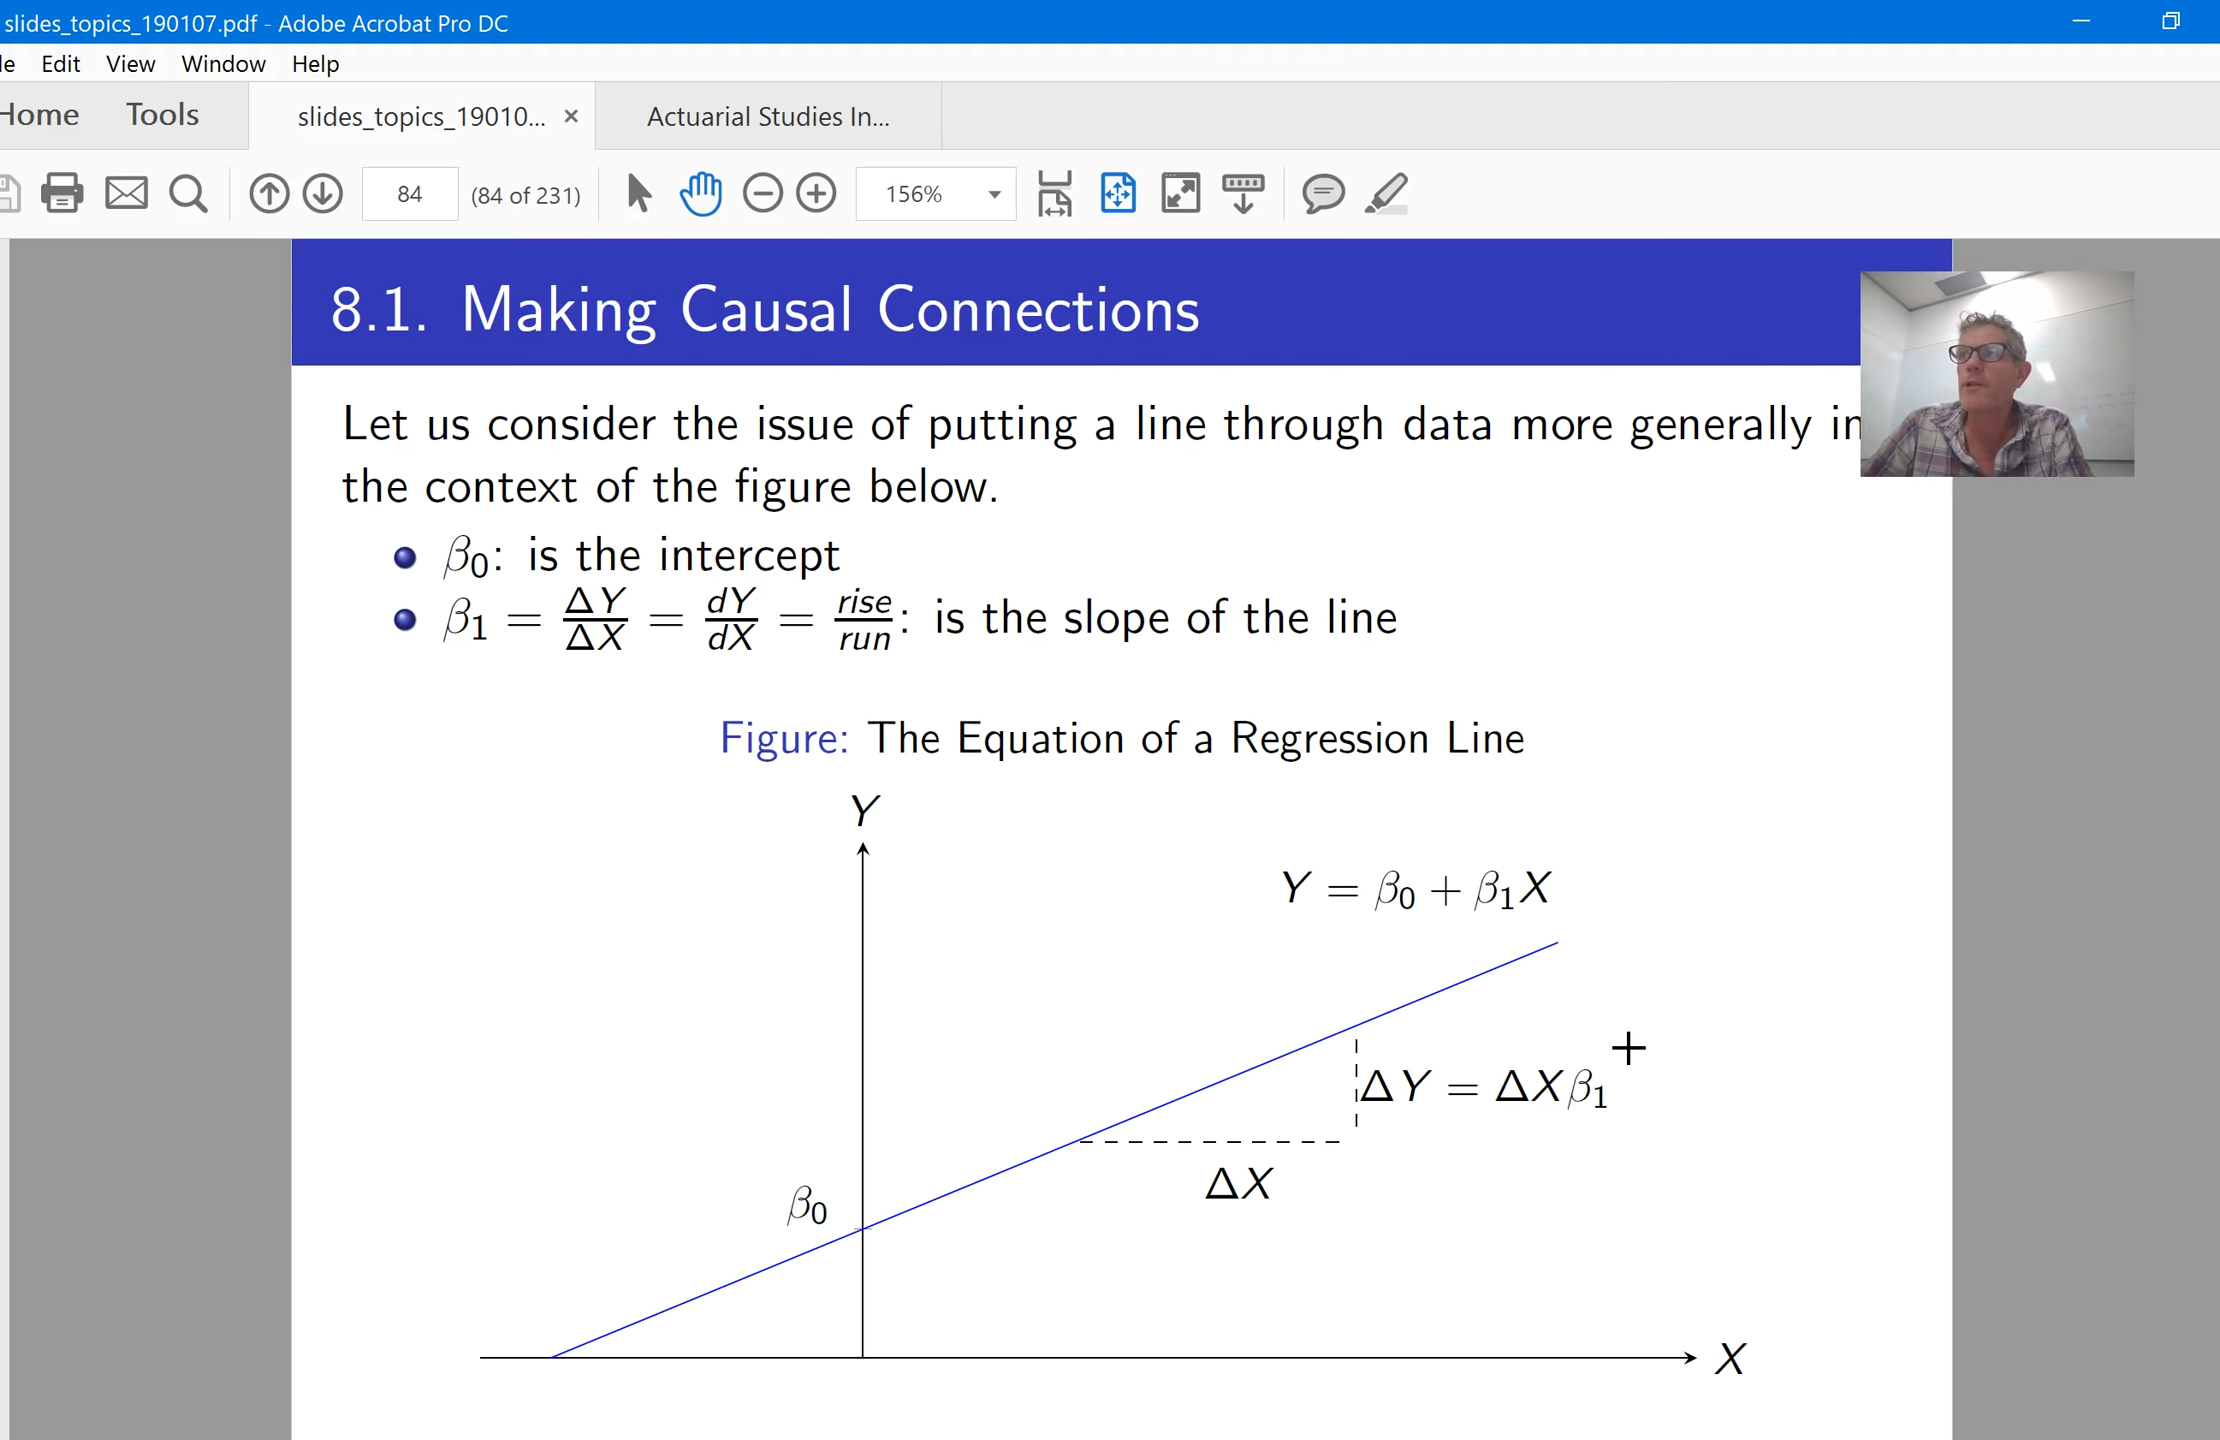 slides_topics_190107.pdf - Adobe Acrobat Pro DC
le Edit View Window Help
Home Tools slides_topics_19010... × Actuarial Studies In...
84 (84 of 231) 156%
8.1. Making Causal Connections
Let us consider the issue of putting a line through data more generally in
the context of the figure below.
• β₀: is the intercept
• β₁ = ΔY/ΔX = dY/dX = rise/run: is the slope of the line
Figure: The Equation of a Regression Line
Y
Y = β₀ + β₁X
ΔY = ΔXβ₁
ΔX
β₀
X